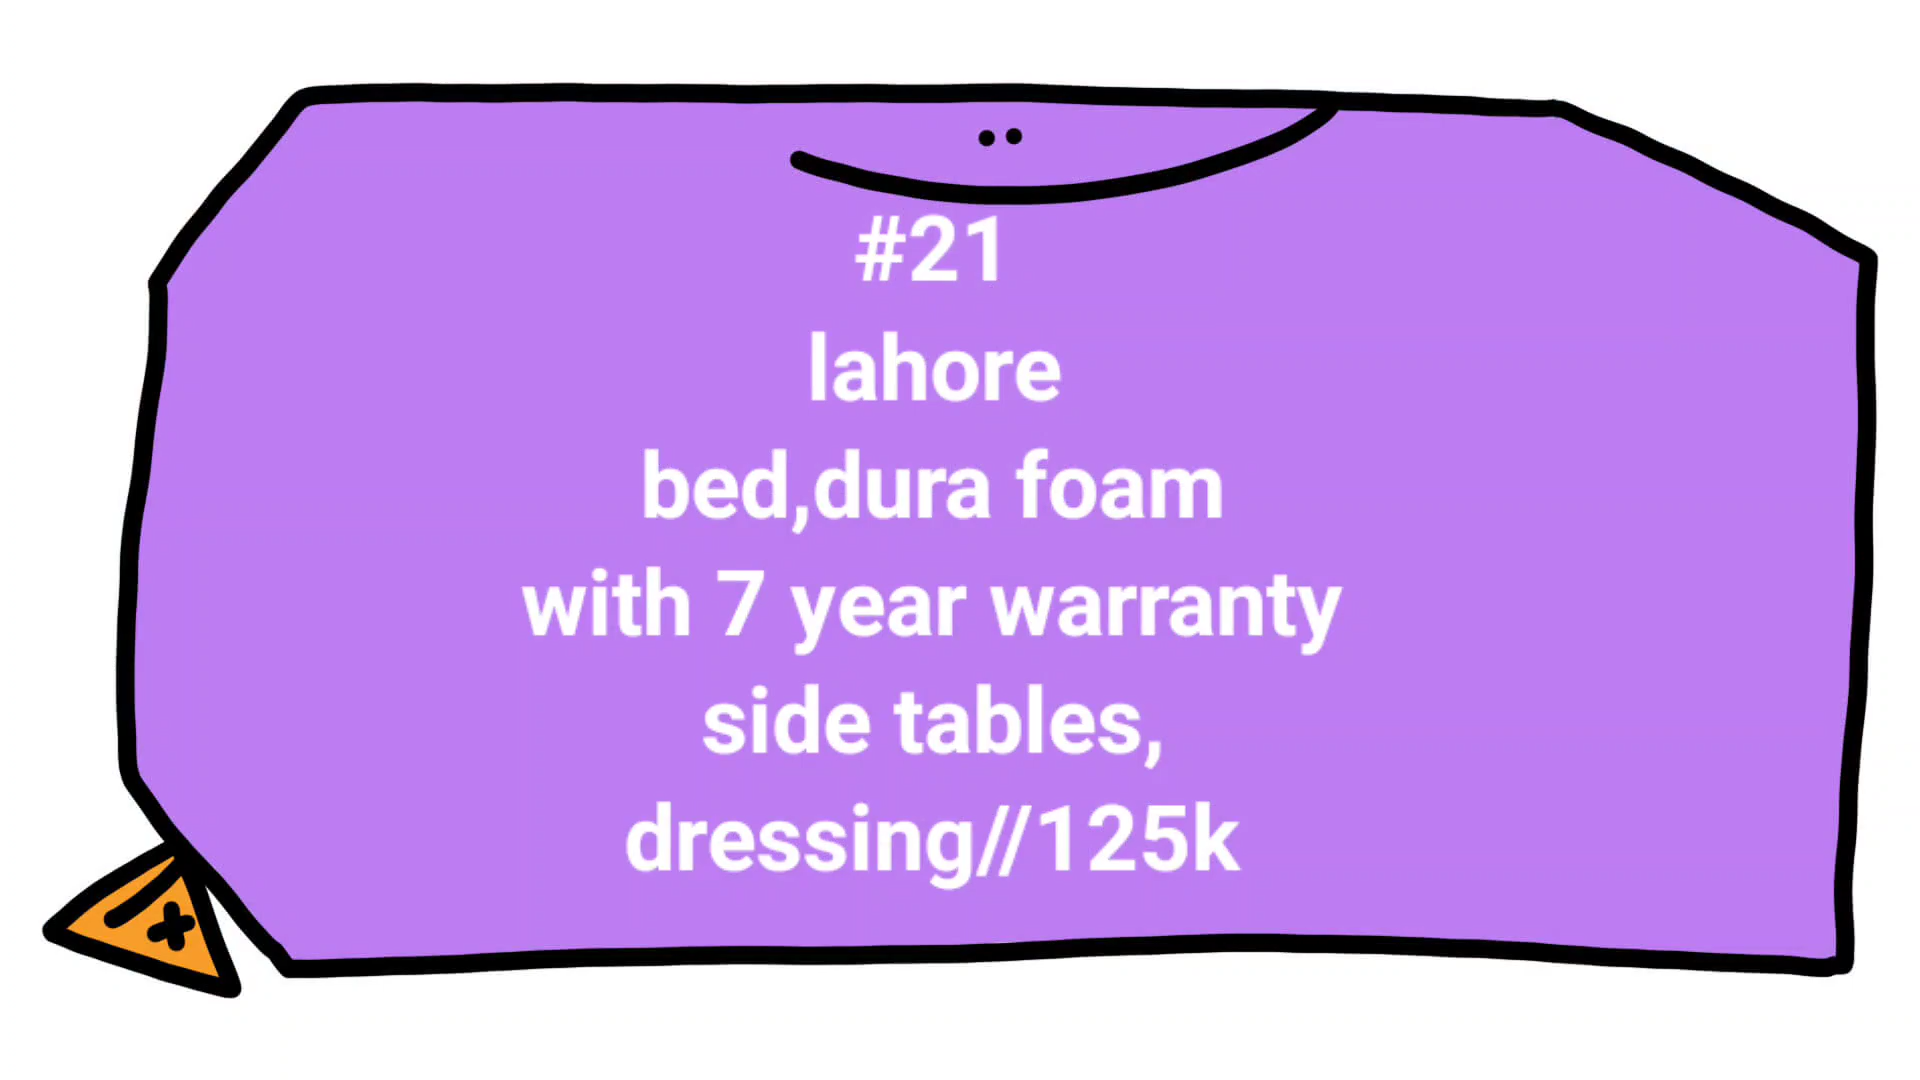 #21
lahore
bed,dura foam
with 7 year warranty
side tables,
dressing//125k